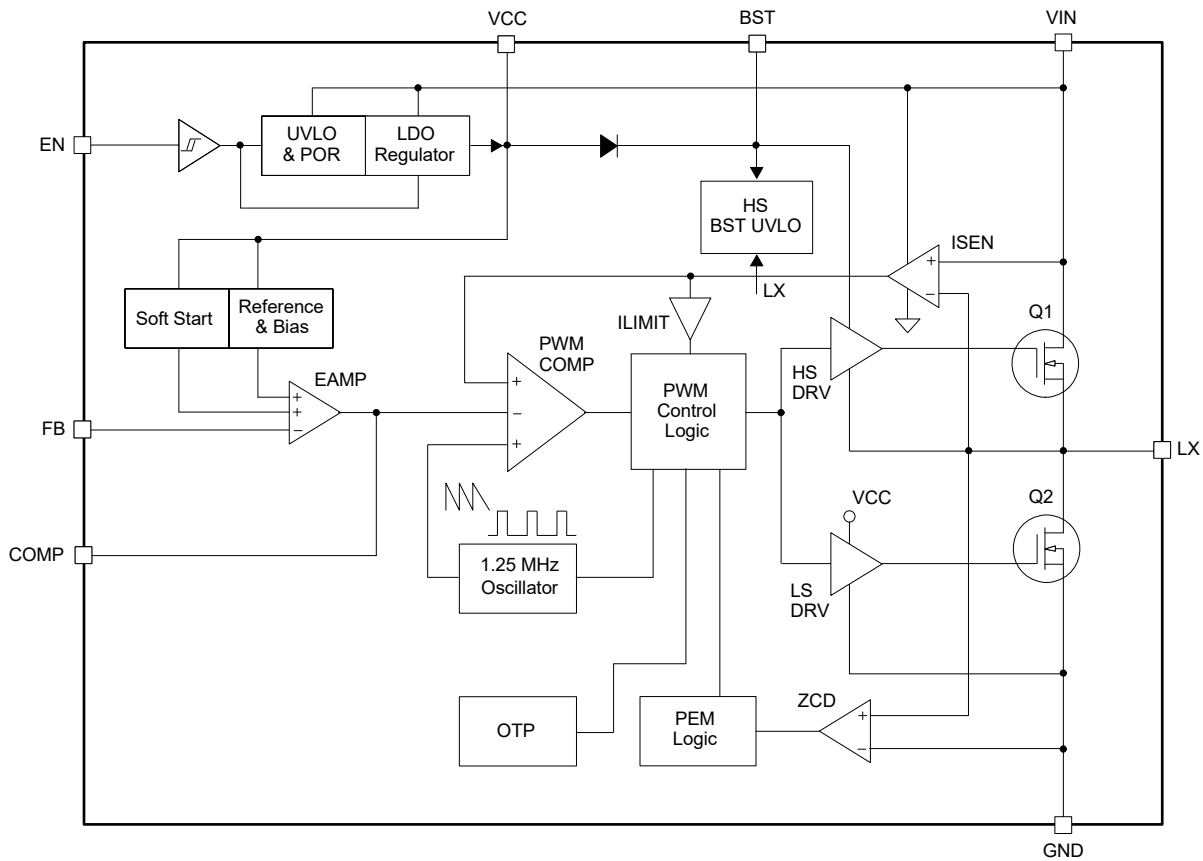 VCC
BST
VIN
EN
UVLO
& POR
LDO
Regulator
HS
BST UVLO
LX
ISEN
+
−
Soft Start
Reference
& Bias
ILIMIT
Q1
EAMP
+
+
−
PWM
COMP
+
−
+
PWM
Control
Logic
HS
DRV
FB
LX
VCC
Q2
COMP
1.25 MHz
Oscillator
LS
DRV
OTP
PEM
Logic
ZCD
+
−
GND